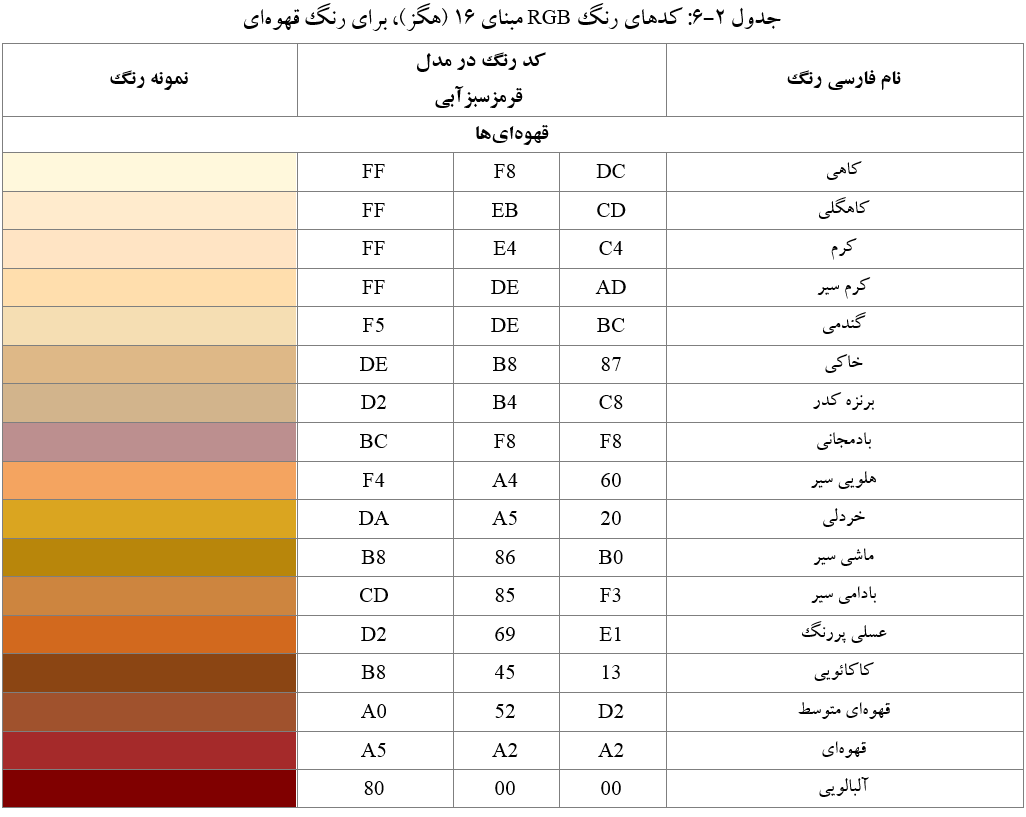 جدول ۲-۶: کدهای رنگ RGB مبنای ۱۶ (هگز)، برای رنگ قهوه‌ای
نام فارسی رنگ کد رنگ در مدل قرمزسبزآبی نمونه رنگ
قهوه‌ای‌ها
کاهی DC F8 FF
کاهگلی CD EB FF
کرم C4 E4 FF
کرم سیر AD DE FF
گندمی BC DE F5
خاکی 87 B8 DE
برنزه کدر C8 B4 D2
بادمجانی F8 F8 BC
هلویی سیر 60 A4 F4
خردلی 20 A5 DA
ماشی سیر B0 86 B8
بادامی سیر F3 85 CD
عسلی پررنگ E1 69 D2
کاکائویی 13 45 B8
قهوه‌ای متوسط D2 52 A0
قهوه‌ای A2 A2 A5
آلبالویی 00 00 80